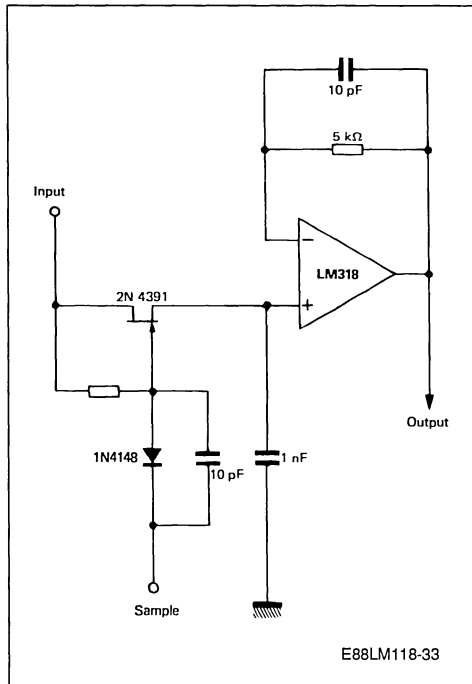 10 pF
5 kΩ
Input
−
LM318
2N 4391
+
Output
1N4148
10 pF
1 nF
Sample
E88LM118-33